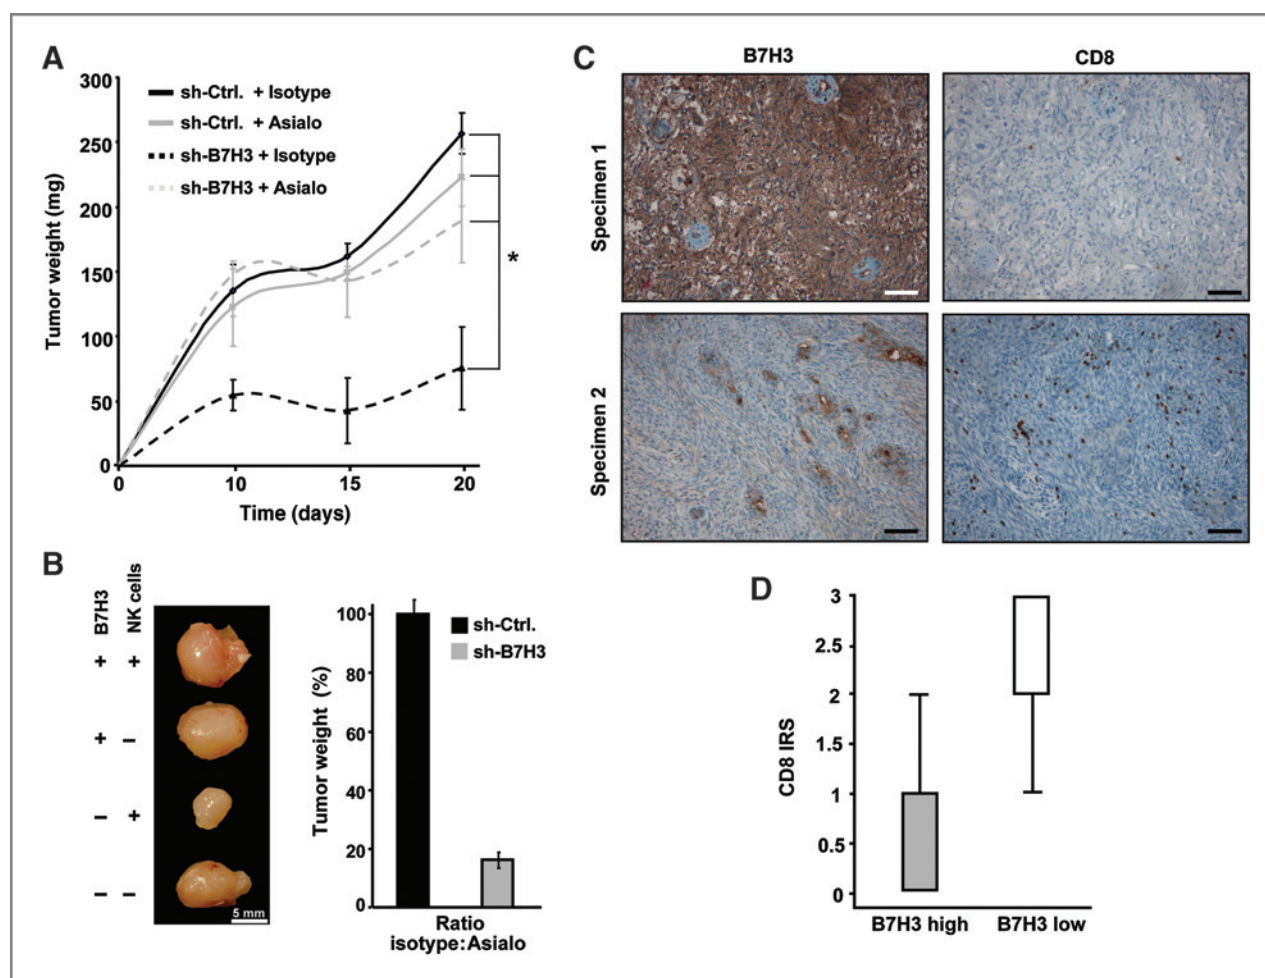 A
300
250
200
150
100
50
0
Tumor weight (mg)
sh-Ctrl. + Isotype
sh-Ctrl. + Asialo
sh-B7H3 + Isotype
sh-B7H3 + Asialo
*
0 10 15 20
Time (days)
B
B7H3 NK cells
+ +
+ –
– +
– –
5 mm
100
80
60
40
20
0
Tumor weight (%)
sh-Ctrl.
sh-B7H3
Ratio
isotype:Asialo
C
B7H3 CD8
Specimen 1
Specimen 2
D
3
2.5
2
1.5
1
0.5
0
CD8 IRS
B7H3 high B7H3 low